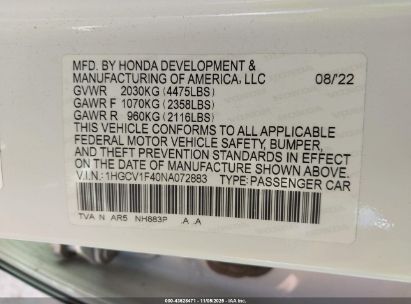 MFD. BY HONDA DEVELOPMENT &
MANUFACTURING OF AMERICA, LLC 08/22
GVWR 2030KG (4475LBS)
GAWR F 1070KG (2358LBS)
GAWR R 960KG (2116LBS)
THIS VEHICLE CONFORMS TO ALL APPLICABLE
FEDERAL MOTOR VEHICLE SAFETY, BUMPER,
AND THEFT PREVENTION STANDARDS IN EFFECT
ON THE DATE OF MANUFACTURE SHOWN ABOVE.
V.I.N.: 1HGCV1F40NA072883 TYPE: PASSENGER CAR
TVA N AR5 NH883P A A